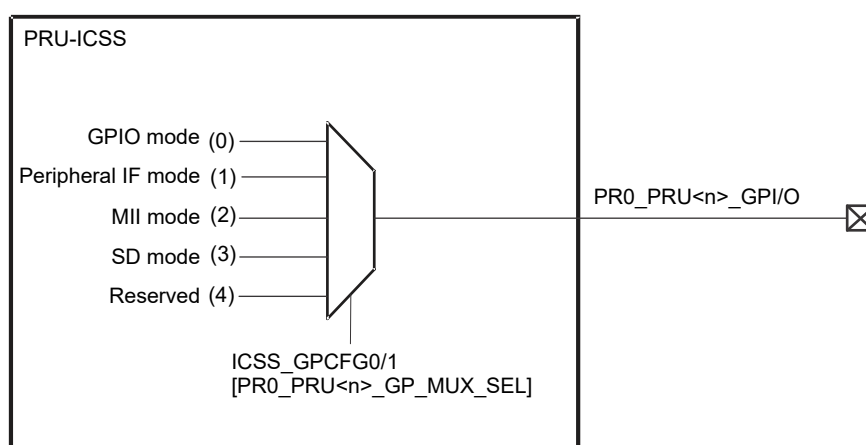 PRU-ICSS
GPIO mode (0)
Peripheral IF mode (1)
PR0_PRU<n>_GPI/O
MII mode (2)
SD mode (3)
Reserved (4)
ICSS_GPCFG0/1
[PR0_PRU<n>_GP_MUX_SEL]